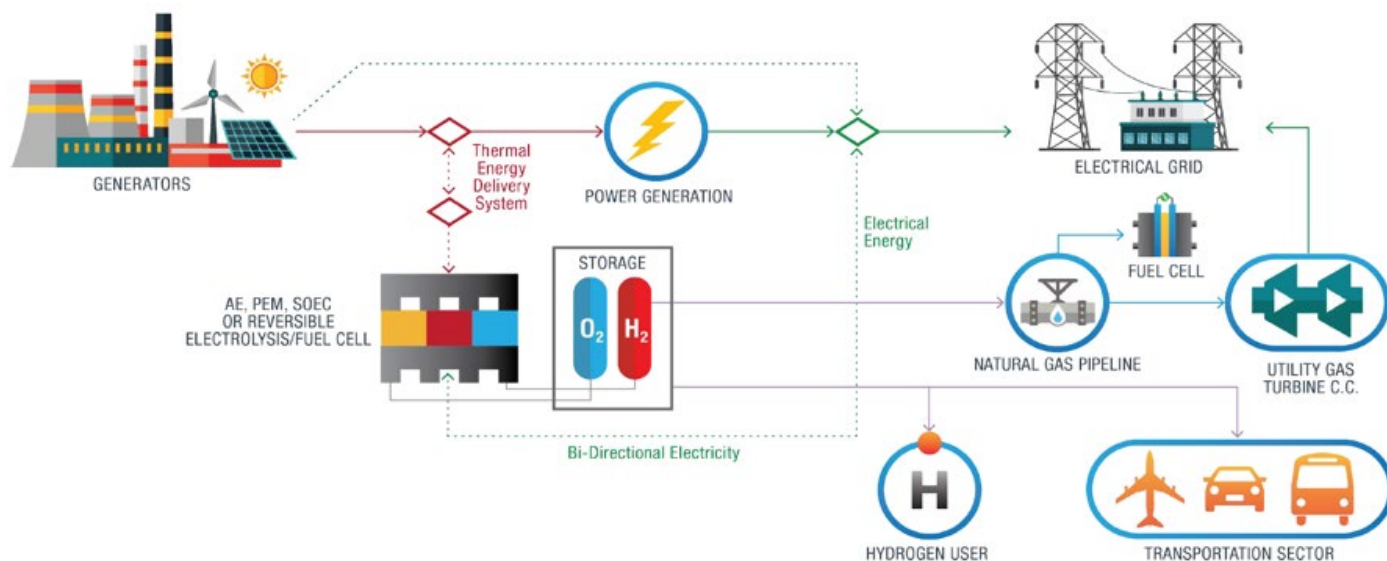 GENERATORS
Thermal
Energy
Delivery
System
POWER GENERATION
ELECTRICAL GRID
Electrical
Energy
FUEL CELL
STORAGE
O2
H2
AE, PEM, SOEC
OR REVERSIBLE
ELECTROLYSIS/FUEL CELL
NATURAL GAS PIPELINE
UTILITY GAS
TURBINE C.C.
Bi-Directional Electricity
H
HYDROGEN USER
TRANSPORTATION SECTOR